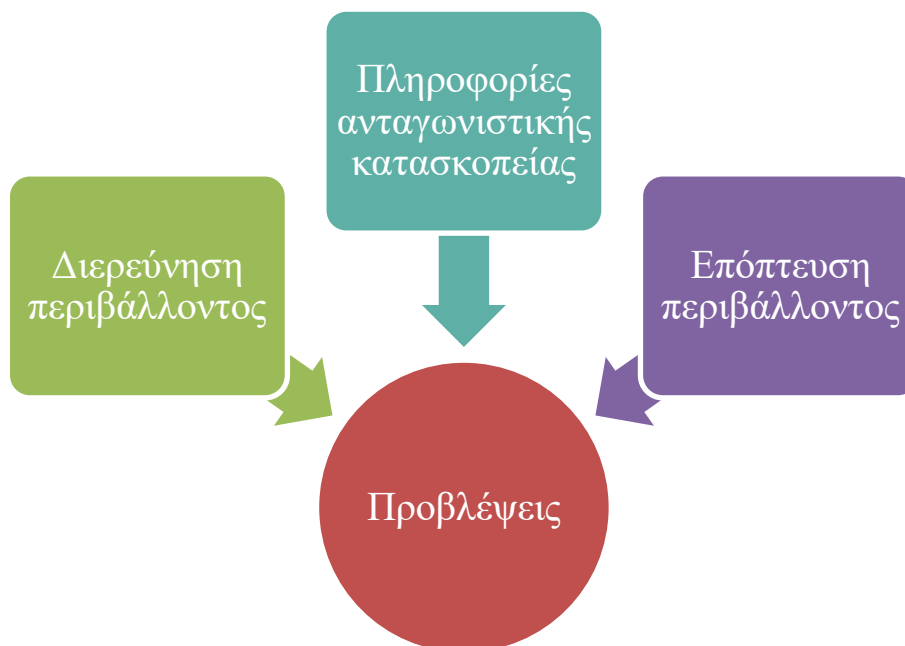 Πληροφορίες
ανταγωνιστικής
κατασκοπείας
Διερεύνηση
περιβάλλοντος
Επόπτευση
περιβάλλοντος
Προβλέψεις